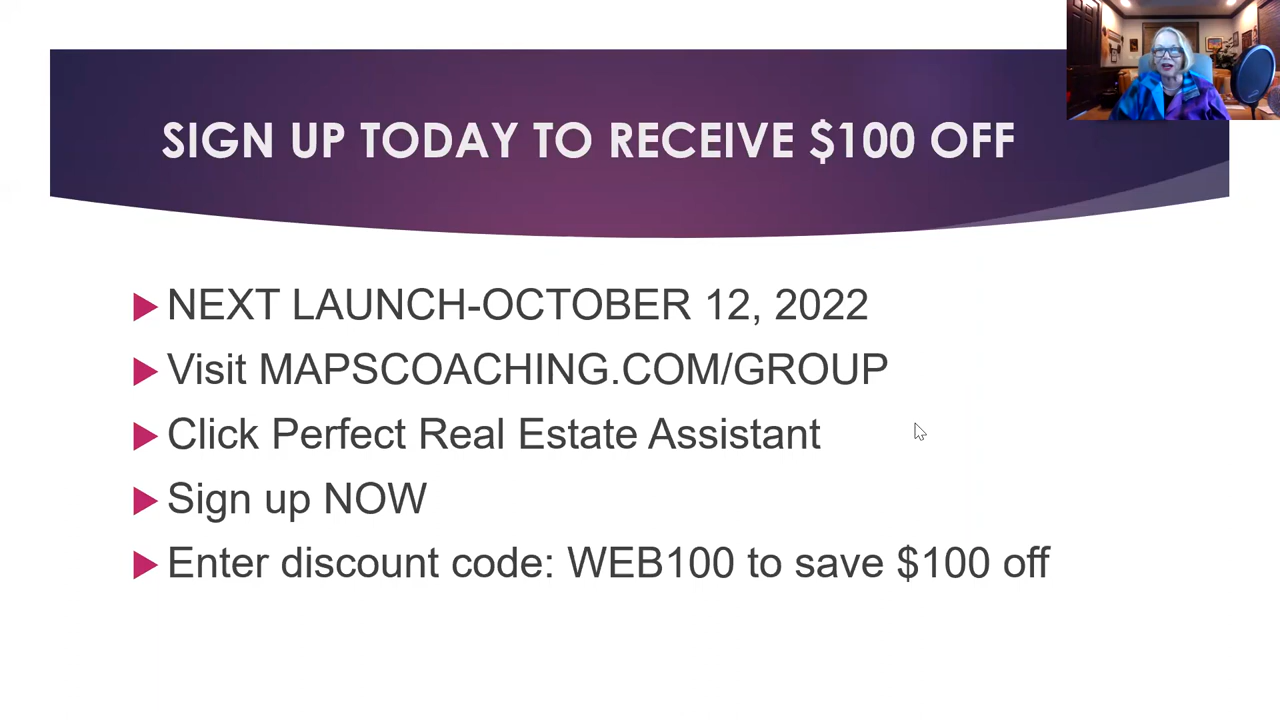 SIGN UP TODAY TO RECEIVE $100 OFF
NEXT LAUNCH-OCTOBER 12, 2022
Visit MAPSCOACHING.COM/GROUP
Click Perfect Real Estate Assistant
Sign up NOW
Enter discount code: WEB100 to save $100 off